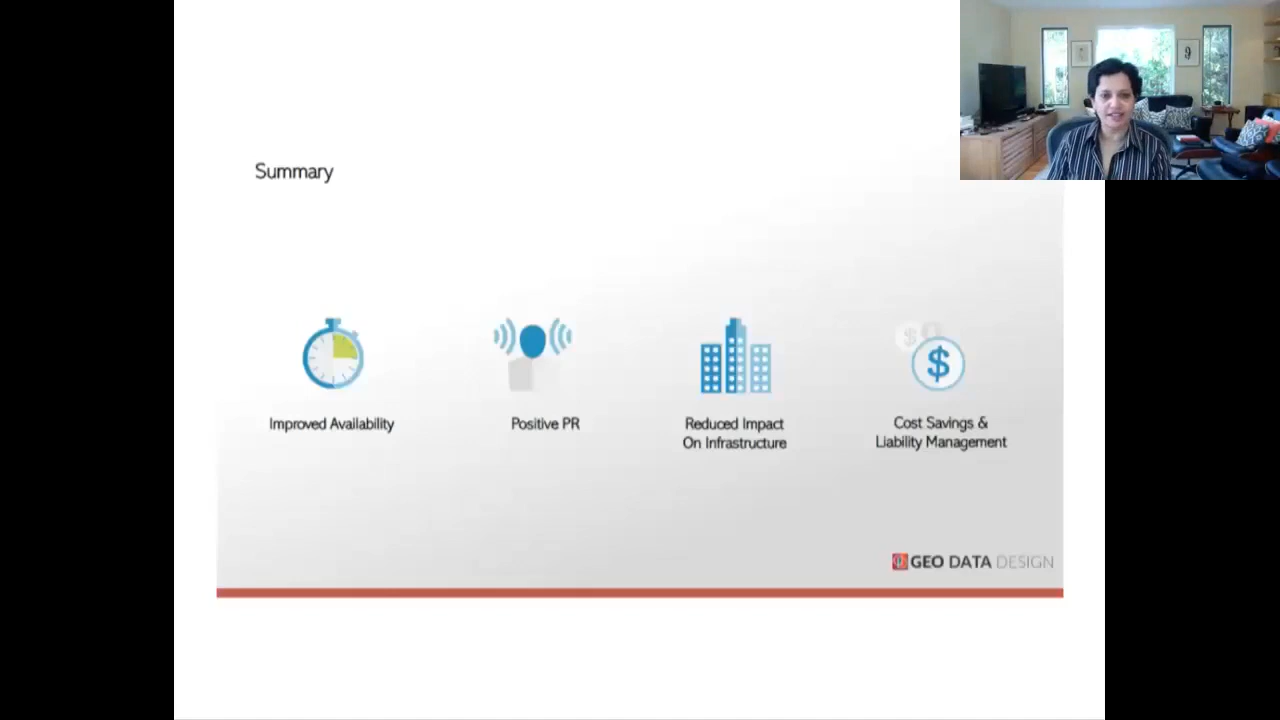 Summary
Improved Availability
Positive PR
Reduced Impact
On Infrastructure
Cost Savings &
Liability Management
$
$
GEO DATA DESIGN